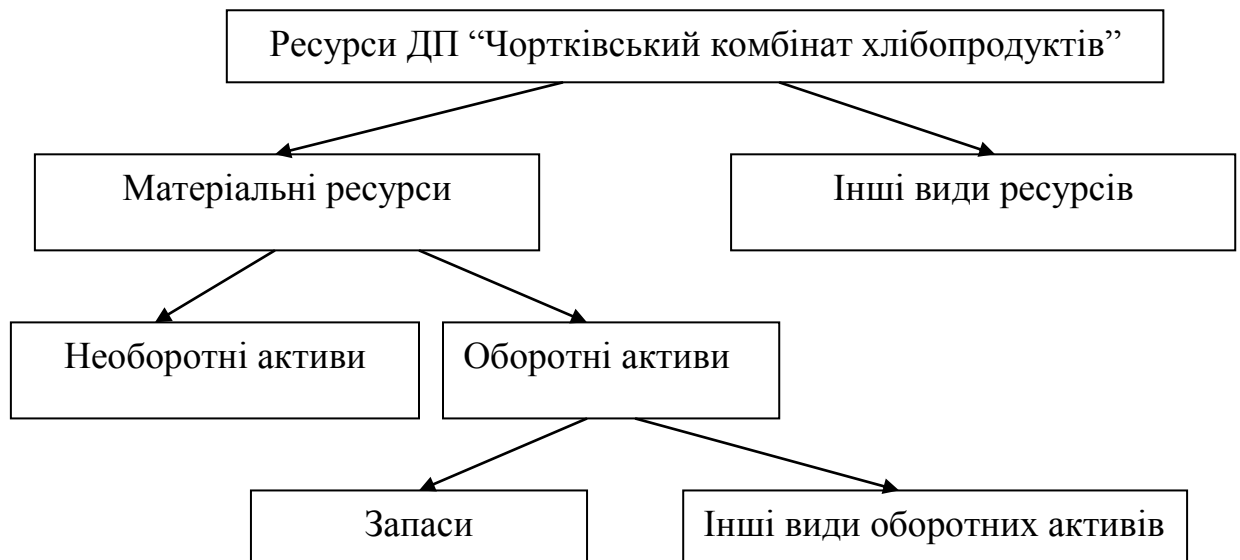 Ресурси ДП “Чортківський комбінат хлібопродуктів”
Матеріальні ресурси
Інші види ресурсів
Необоротні активи
Оборотні активи
Запаси
Інші види оборотних активів